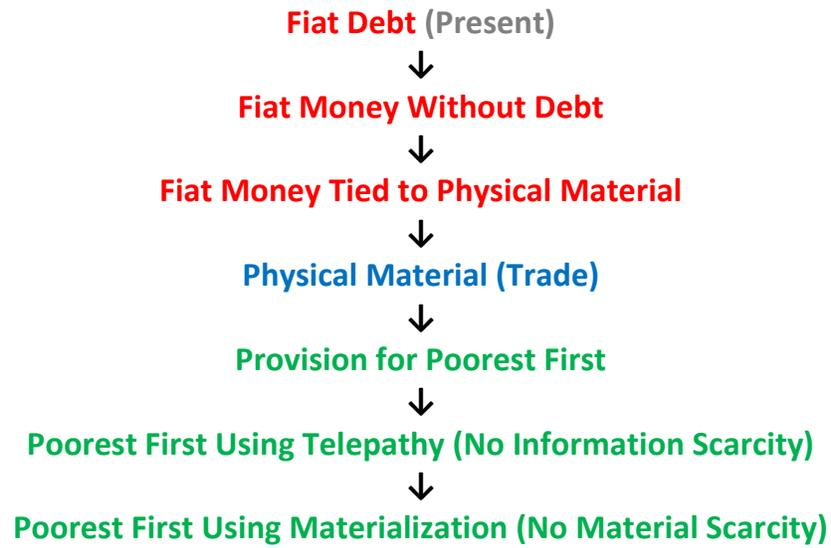 Fiat Debt (Present)
↓
Fiat Money Without Debt
↓
Fiat Money Tied to Physical Material
↓
Physical Material (Trade)
↓
Provision for Poorest First
↓
Poorest First Using Telepathy (No Information Scarcity)
↓
Poorest First Using Materialization (No Material Scarcity)